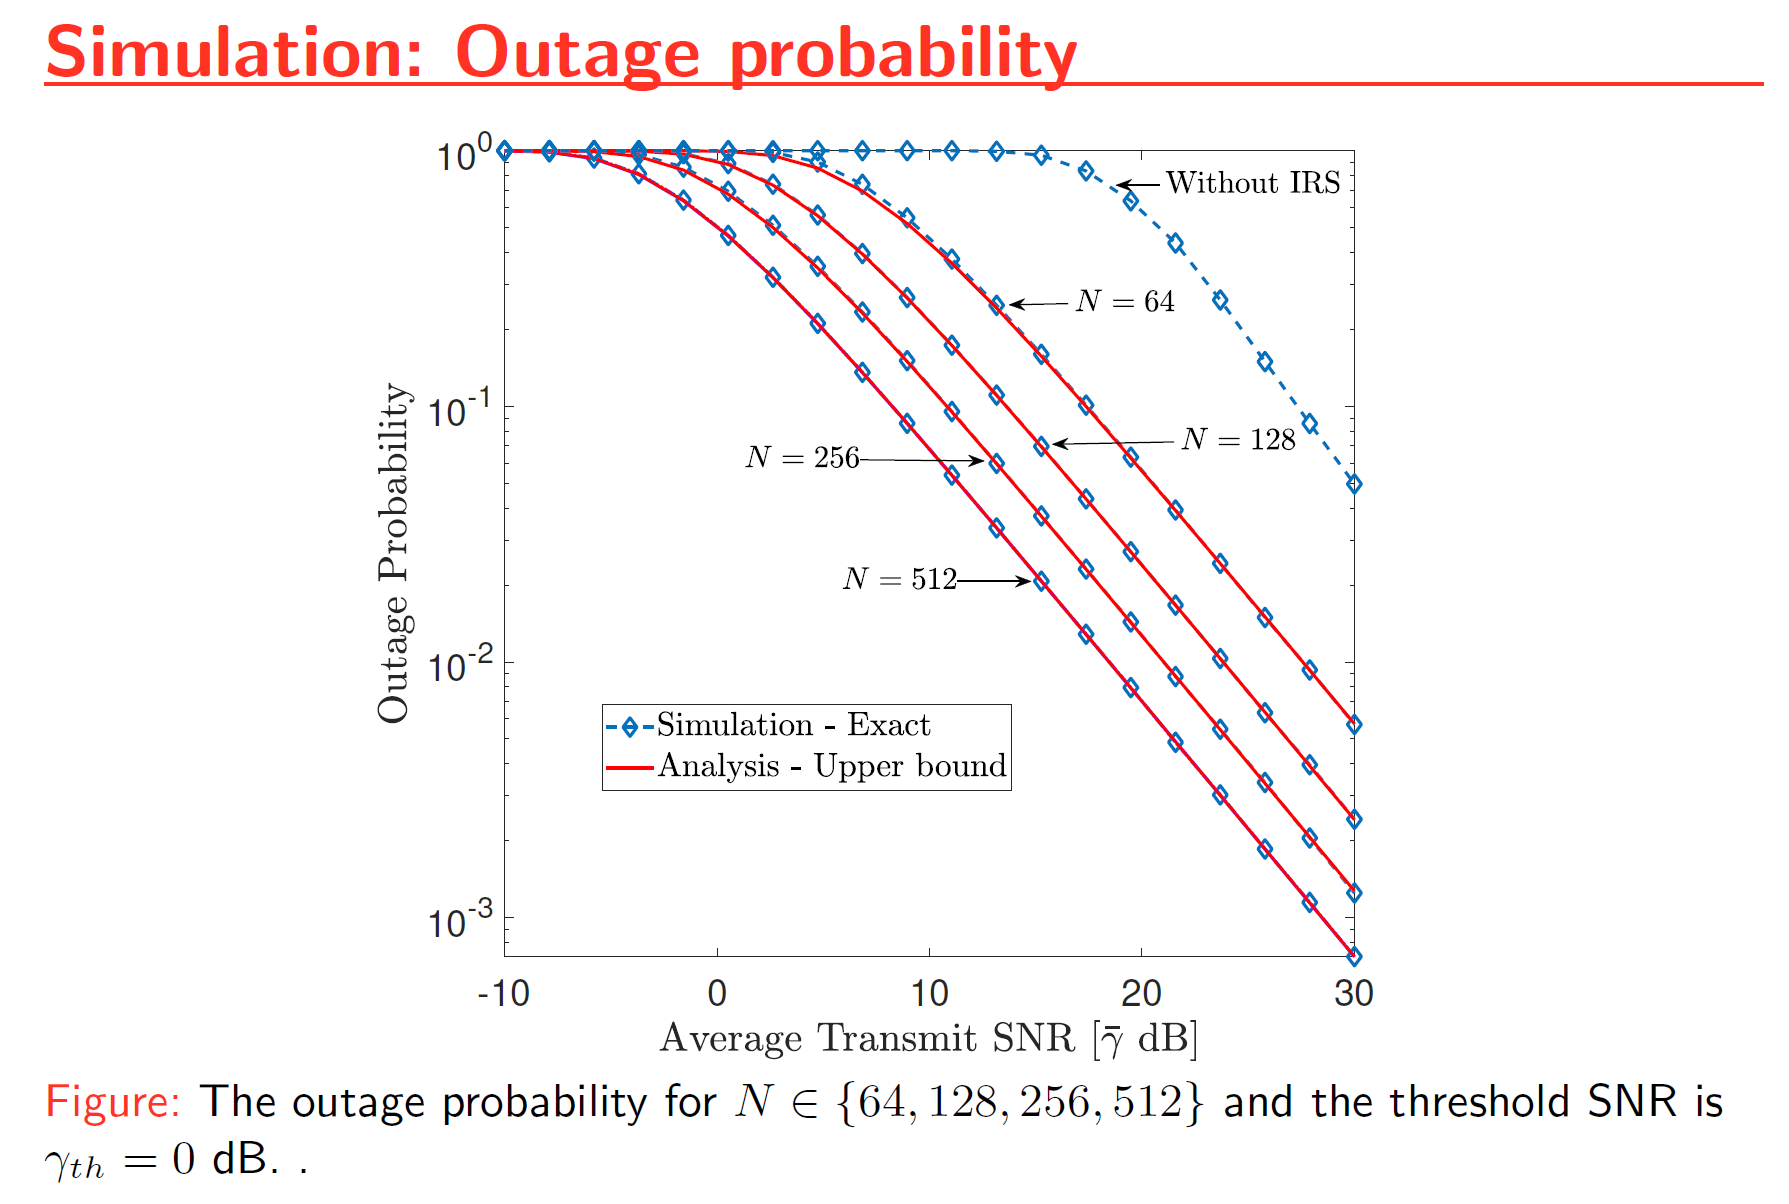 Simulation: Outage probability
10^0
10^-1
10^-2
10^-3
Outage Probability
Without IRS
N = 64
N = 128
N = 256
N = 512
Simulation - Exact
Analysis - Upper bound
-10 0 10 20 30
Average Transmit SNR [γ̄ dB]
Figure: The outage probability for N ∈ {64, 128, 256, 512} and the threshold SNR is
γ_th = 0 dB. .